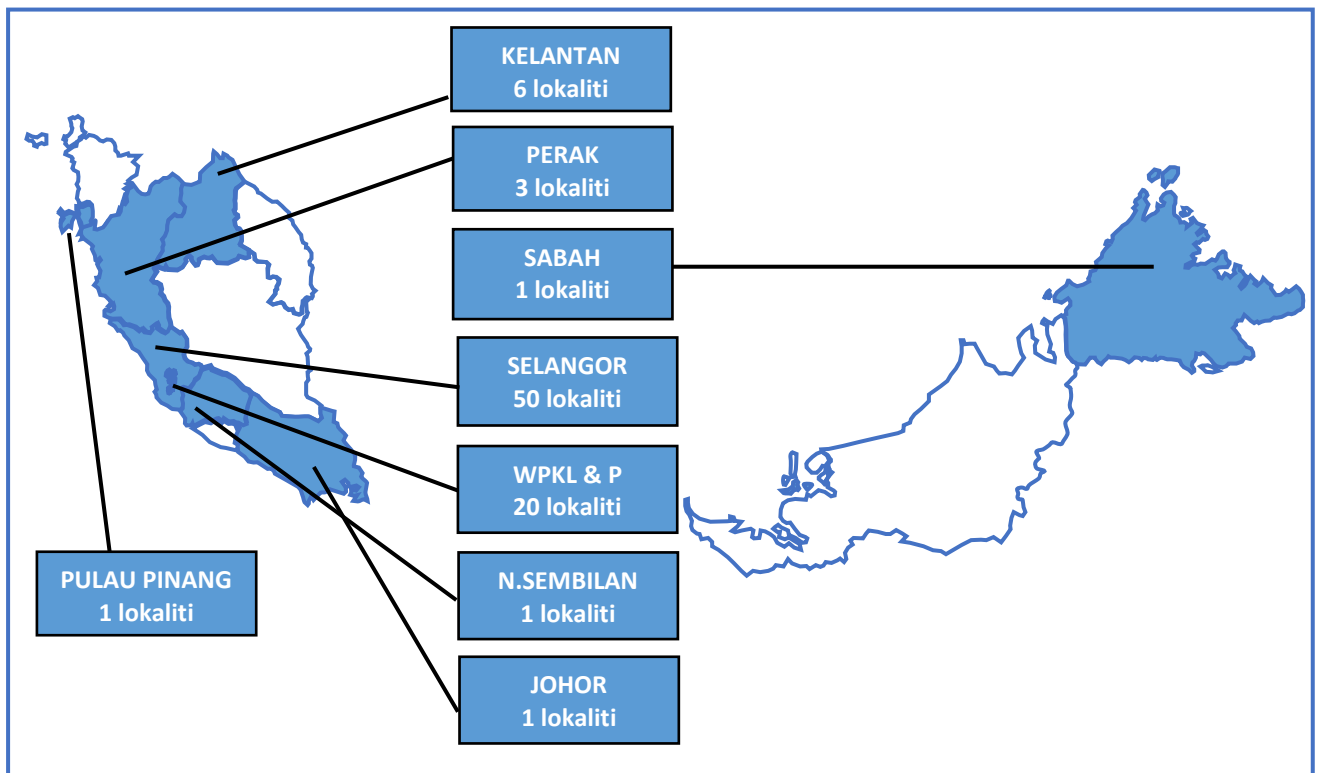 KELANTAN
6 lokaliti
PERAK
3 lokaliti
SABAH
1 lokaliti
SELANGOR
50 lokaliti
WPKL & P
20 lokaliti
PULAU PINANG
1 lokaliti
N.SEMBILAN
1 lokaliti
JOHOR
1 lokaliti